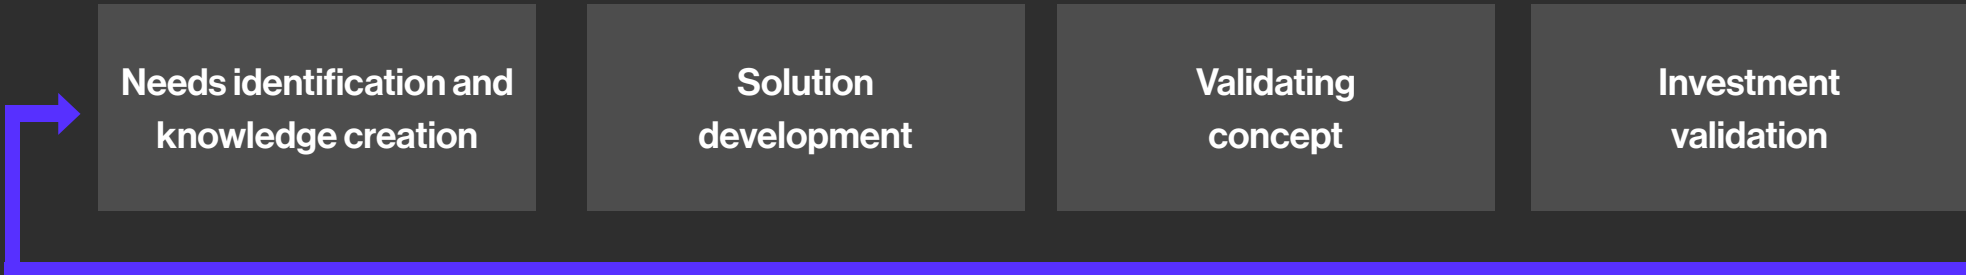 Needs identification and
knowledge creation
Solution
development
Validating
concept
Investment
validation